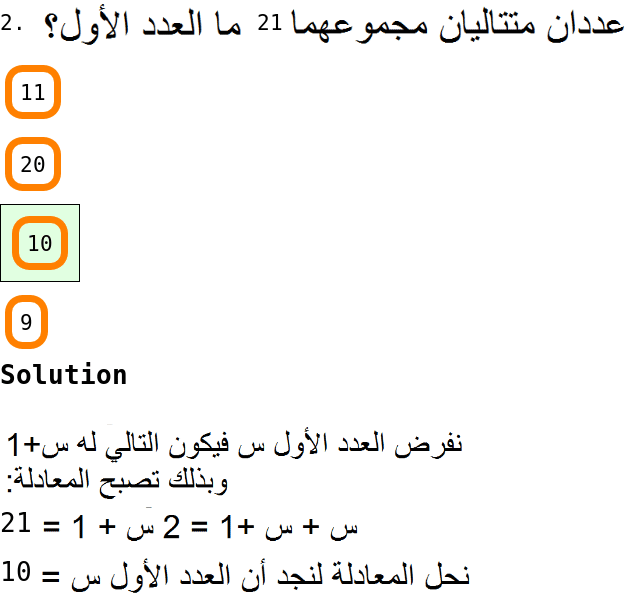 2. عددان متتاليان مجموعهما 21 ما العدد الأول؟
11
20
10
9
Solution
نفرض العدد الأول س فيكون التالي له س+1
وبذلك تصبح المعادلة:
س + س +1 = 2 س + 1 = 21
نحل المعادلة لنجد أن العدد الأول س = 10